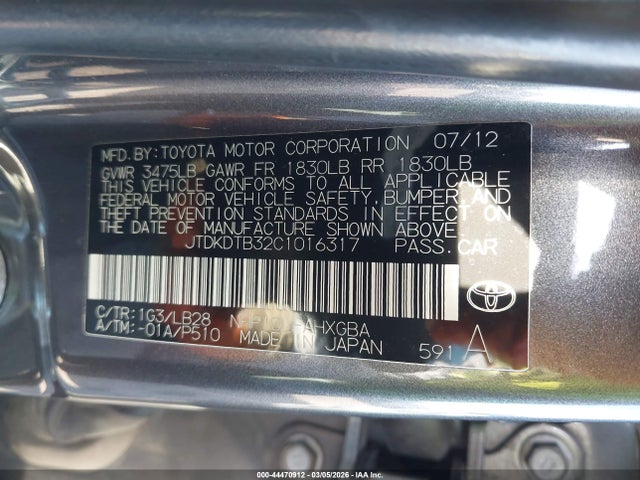 MFD.BY:TOYOTA MOTOR CORPORATION 07/12
GVWR 3475LB GAWR FR 1830LB RR 1830LB
THIS VEHICLE CONFORMS TO ALL APPLICABLE
FEDERAL MOTOR VEHICLE SAFETY, BUMPER, AND
THEFT PREVENTION STANDARDS IN EFFECT ON
THE DATE OF MANUFACTURE SHOWN ABOVE.
JTDKDTB32C1016317 PASS.CAR
C/TR:1G3/LB28
A/TM:-01A/P510 MADE IN JAPAN 591 A
TOYOTA
000-44470912 | 03/05/2026 - IAA Inc.